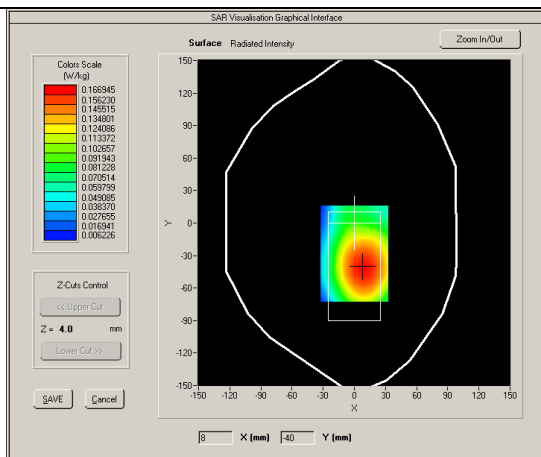 SAR Visualisation Graphical Interface
Surface Radiated Intensity
Zoom In/Out
Colors Scale
(W/kg)
0.166945
0.156230
0.145515
0.134801
0.124086
0.113372
0.102657
0.091943
0.081228
0.070514
0.059799
0.049085
0.038370
0.027655
0.016941
0.006226
Z-Cuts Control
<< Upper Cut
Z = 4.0 mm
Lower Cut >>
SAVE Cancel
150-
120-
90-
60-
30-
0-
-30-
-60-
-90-
-120-
-150-
Y
-150 -120 -90 -60 -30 0 30 60 90 120 150
X
8 X (mm) -40 Y (mm)